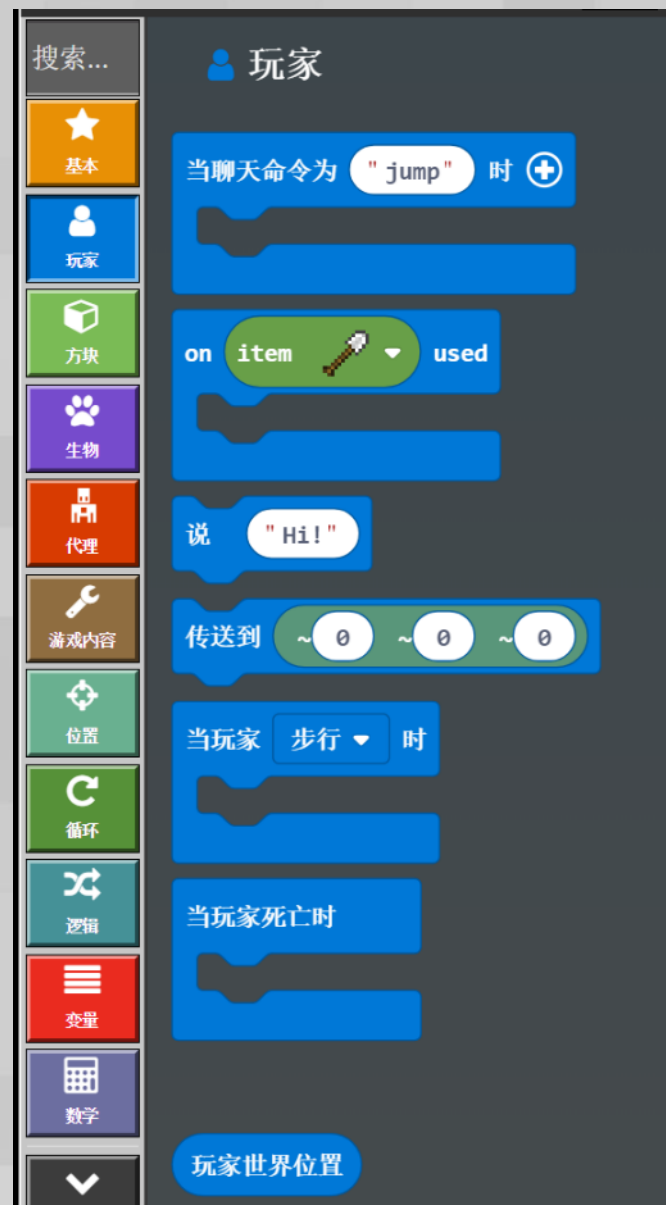 搜索...
基本
玩家
方块
生物
代理
游戏内容
位置
循环
逻辑
变量
数学
玩家
当聊天命令为 "jump" 时
on item used
说 "Hi!"
传送到 ~0 ~0 ~0
当玩家 步行 时
当玩家死亡时
玩家世界位置